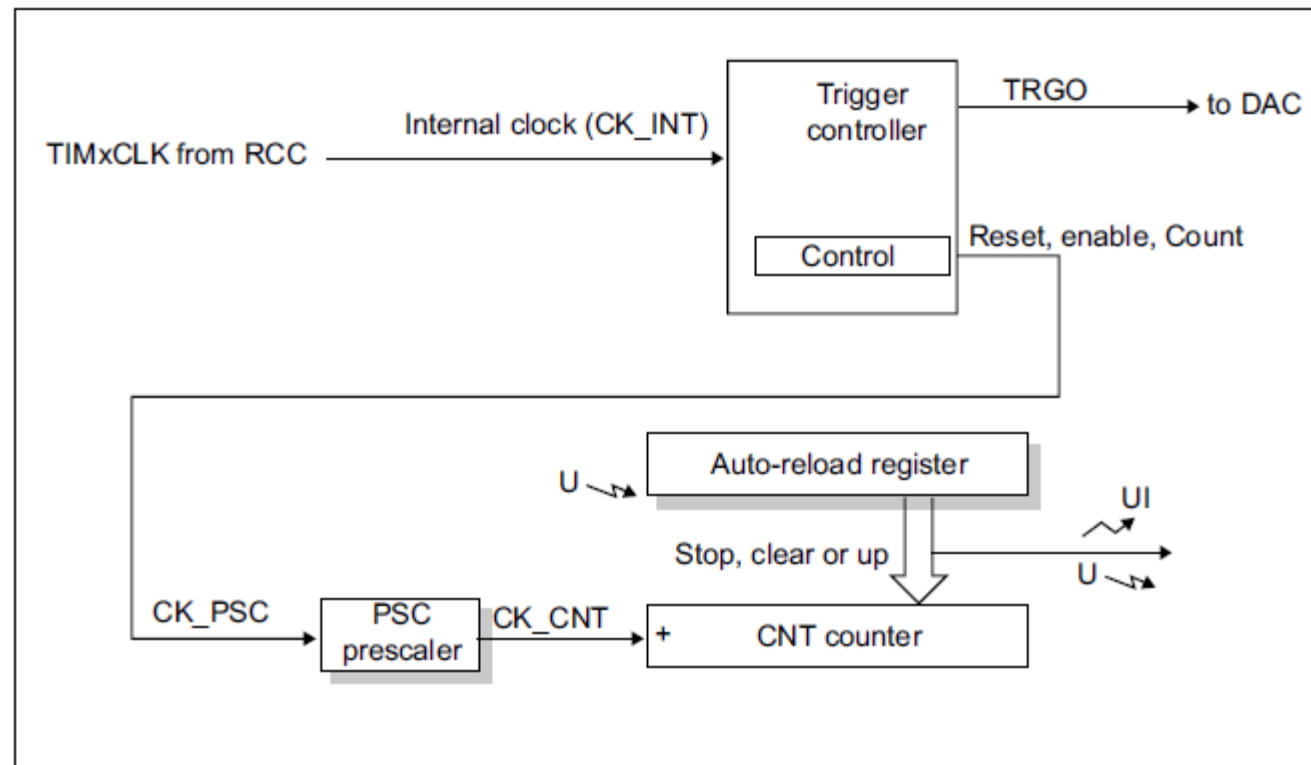 Trigger
controller
TRGO
to DAC
Internal clock (CK_INT)
TIMxCLK from RCC
Control
Reset, enable, Count
Auto-reload register
U
UI
Stop, clear or up
U
CK_PSC
PSC
prescaler
CK_CNT
+
CNT counter